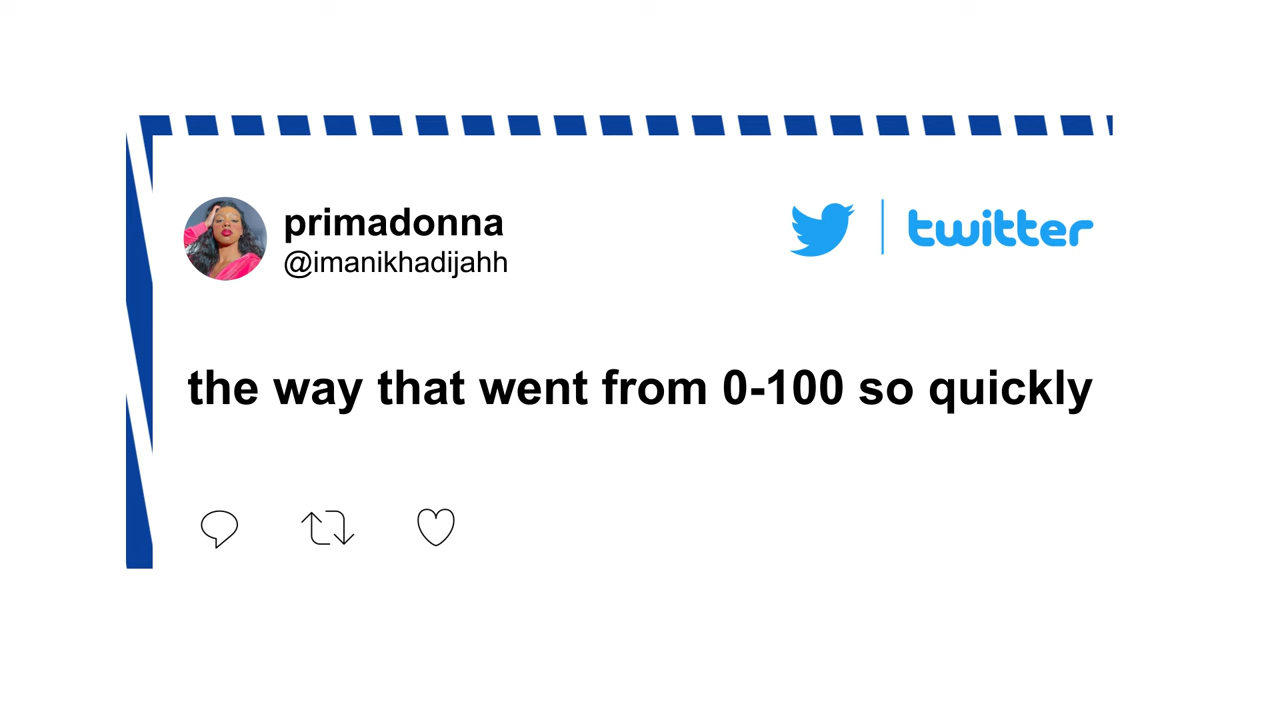 primadonna
@imanikhadijahh
twitter
the way that went from 0-100 so quickly